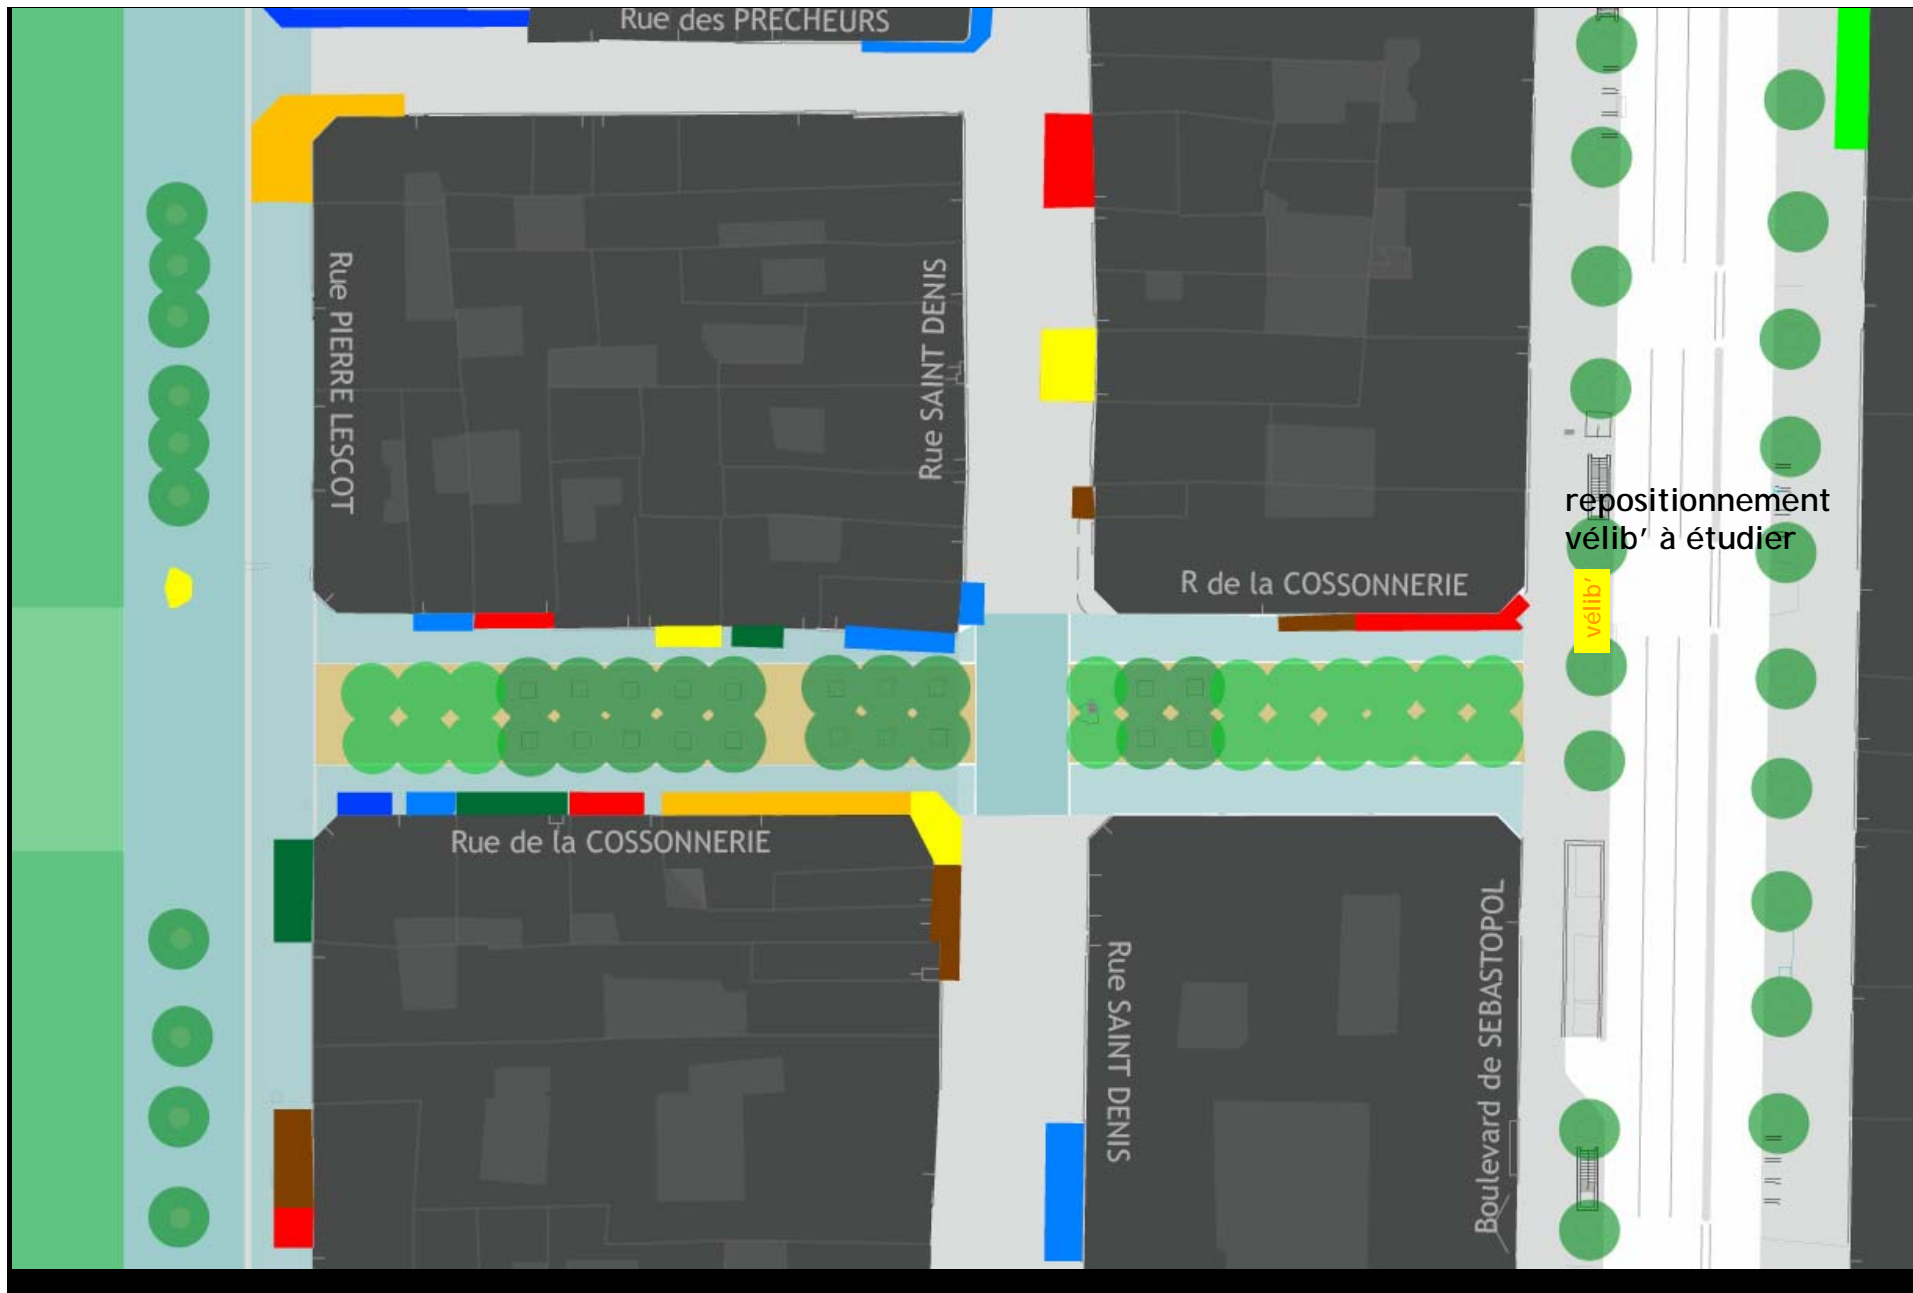 Rue des PRECHEURS
Rue PIERRE LESCOT
Rue SAINT DENIS
repositionnement
vélib’ à étudier
R de la COSSONNERIE
vélib’
Rue de la COSSONNERIE
Rue SAINT DENIS
Boulevard de SEBASTOPOL